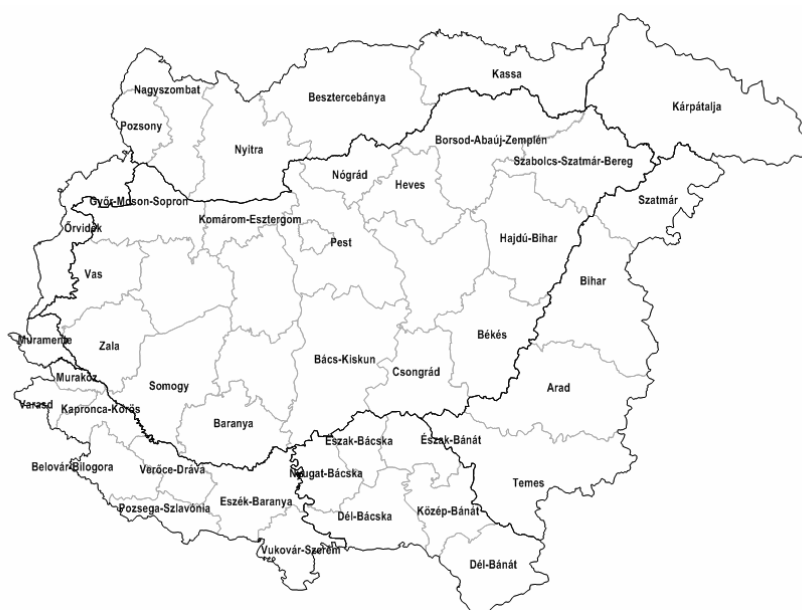 Kassa
Nagyszombat
Besztercebánya
Kárpátalja
Pozsony
Borsod-Abaúj-Zemplén
Nyitra
Szabolcs-Szatmár-Bereg
Nógrád
Heves
Győr-Moson-Sopron
Szatmár
Komárom-Esztergom
Őrvidék
Hajdú-Bihar
Pest
Vas
Bihar
Muramente
Zala
Békés
Bács-Kiskun
Csongrád
Muraköz
Somogy
Arad
Varasd
Kapronca-Körös
Baranya
Észak-Bácska
Észak-Bánát
Belovár-Bilogora
Verőce-Dráva
Nyugat-Bácska
Temes
Eszék-Baranya
Pozsega-Szlavónia
Dél-Bácska
Közép-Bánát
Vukovár-Szerém
Dél-Bánát